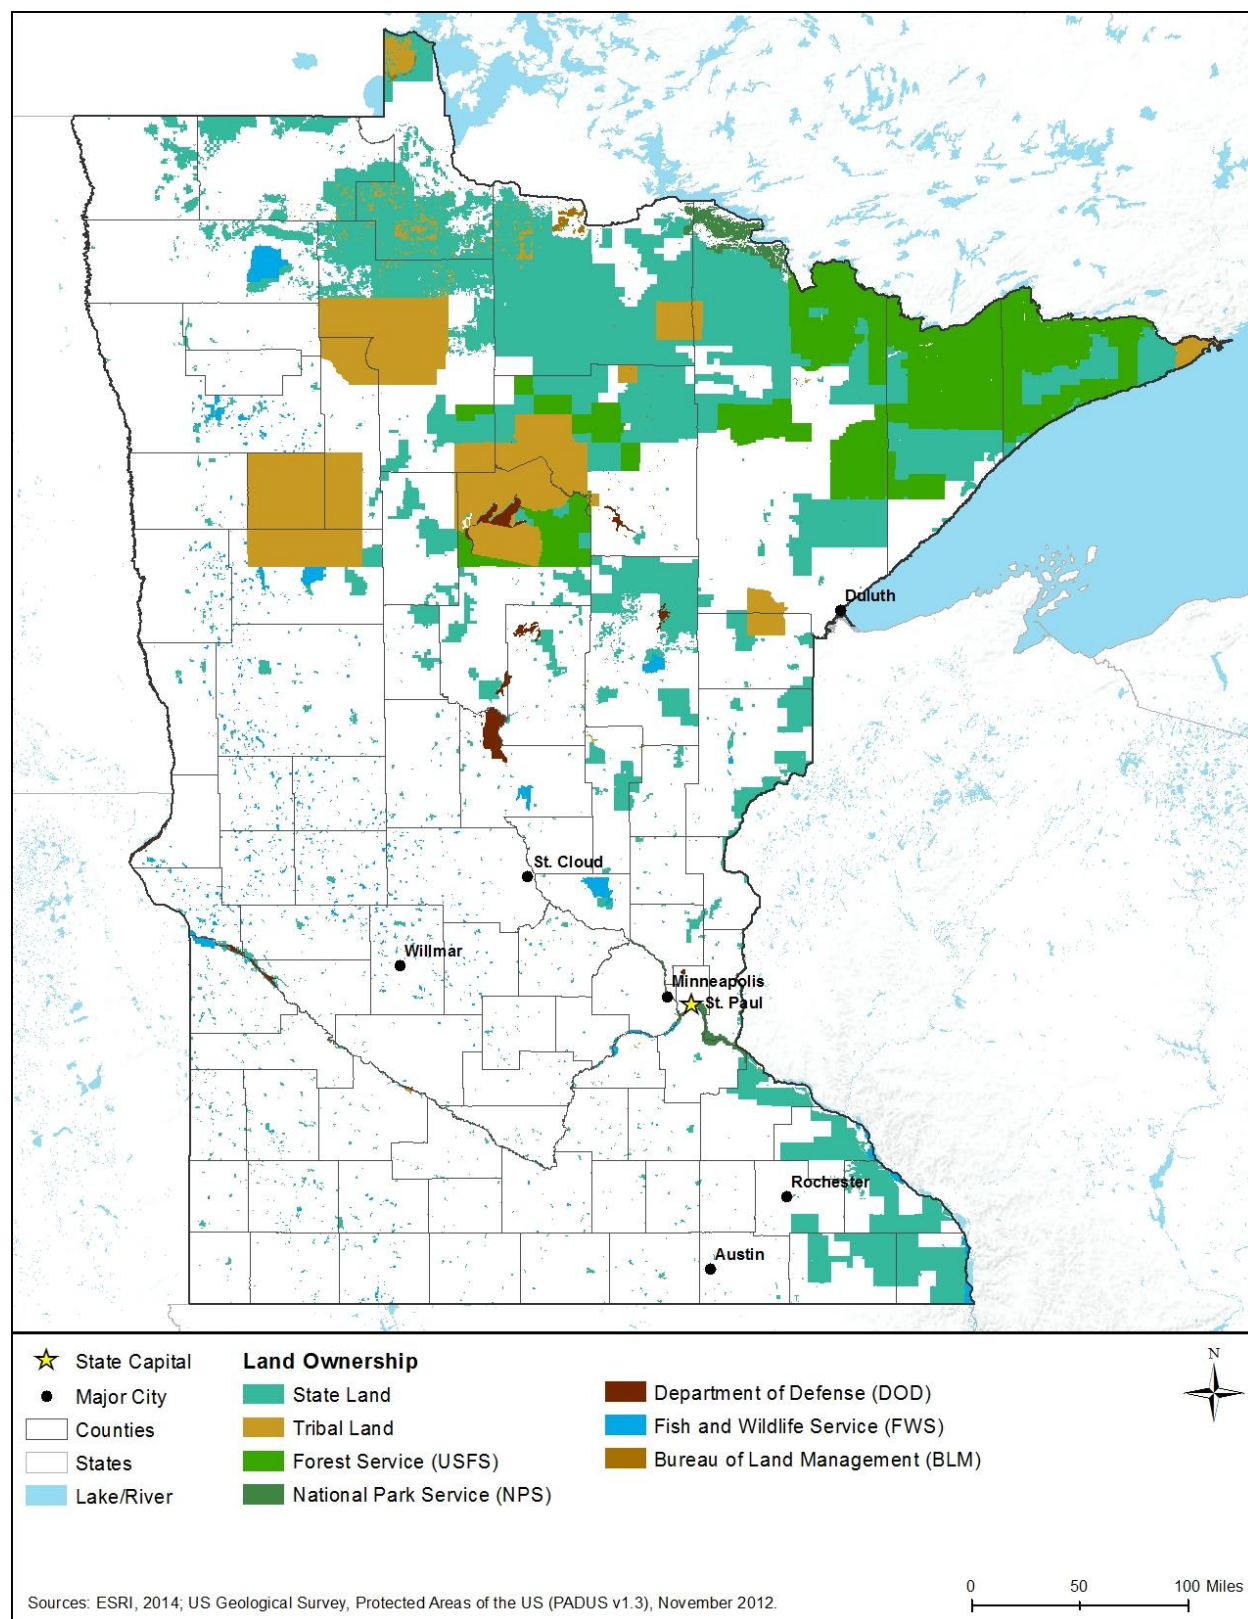 Duluth
St. Cloud
Willmar
Minneapolis
St. Paul
Rochester
Austin
State Capital
Major City
Counties
States
Lake/River
Land Ownership
State Land
Tribal Land
Forest Service (USFS)
National Park Service (NPS)
Department of Defense (DOD)
Fish and Wildlife Service (FWS)
Bureau of Land Management (BLM)
N
0 50 100 Miles
Sources: ESRI, 2014; US Geological Survey, Protected Areas of the US (PADUS v1.3), November 2012.